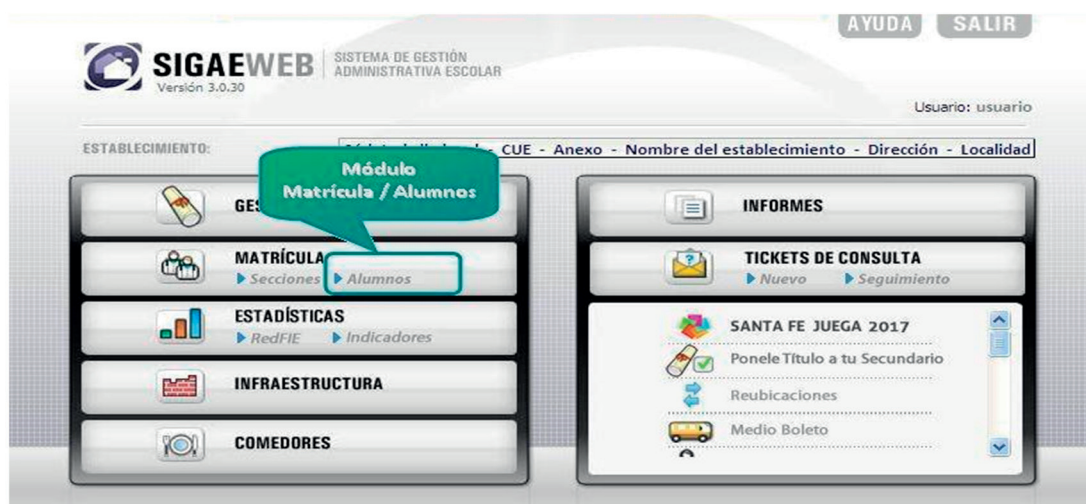 AYUDA SALIR
SIGAEWEB
SISTEMA DE GESTIÓN
ADMINISTRATIVA ESCOLAR
Versión 3.0.30
Usuario: usuario
ESTABLECIMIENTO:
CUE - Anexo - Nombre del establecimiento - Dirección - Localidad
Módulo
Matrícula / Alumnos
MATRÍCULA
Secciones Alumnos
ESTADÍSTICAS
RedFIE Indicadores
INFRAESTRUCTURA
COMEDORES
INFORMES
TICKETS DE CONSULTA
Nuevo Seguimiento
SANTA FE JUEGA 2017
Ponele Título a tu Secundario
Reubicaciones
Medio Boleto